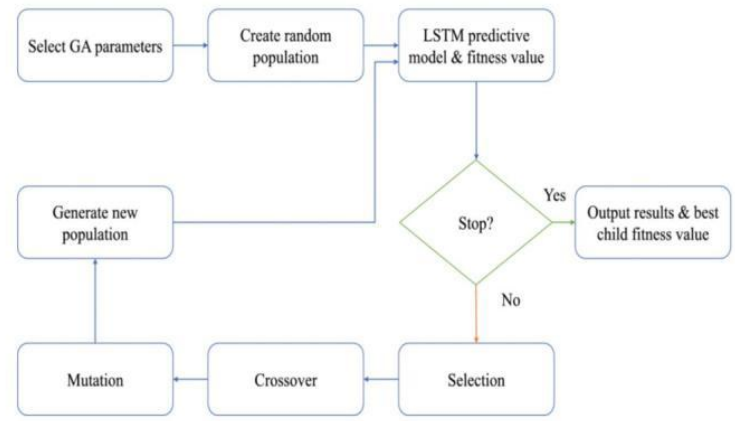 Select GA parameters
Create random
population
LSTM predictive
model & fitness value
Stop?
Yes
Output results & best
child fitness value
No
Selection
Crossover
Mutation
Generate new
population